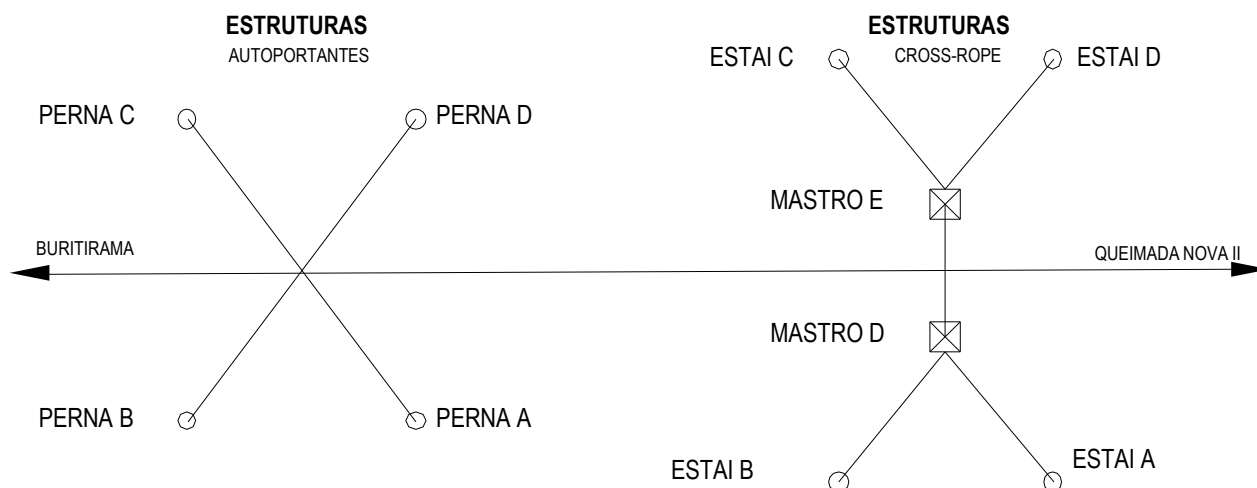 ESTRUTURAS
AUTOPORTANTES
PERNA C
PERNA D
BURITIRAMA
PERNA B
PERNA A
ESTRUTURAS
CROSS-ROPE
ESTAI C
ESTAI D
MASTRO E
QUEIMADA NOVA II
MASTRO D
ESTAI B
ESTAI A